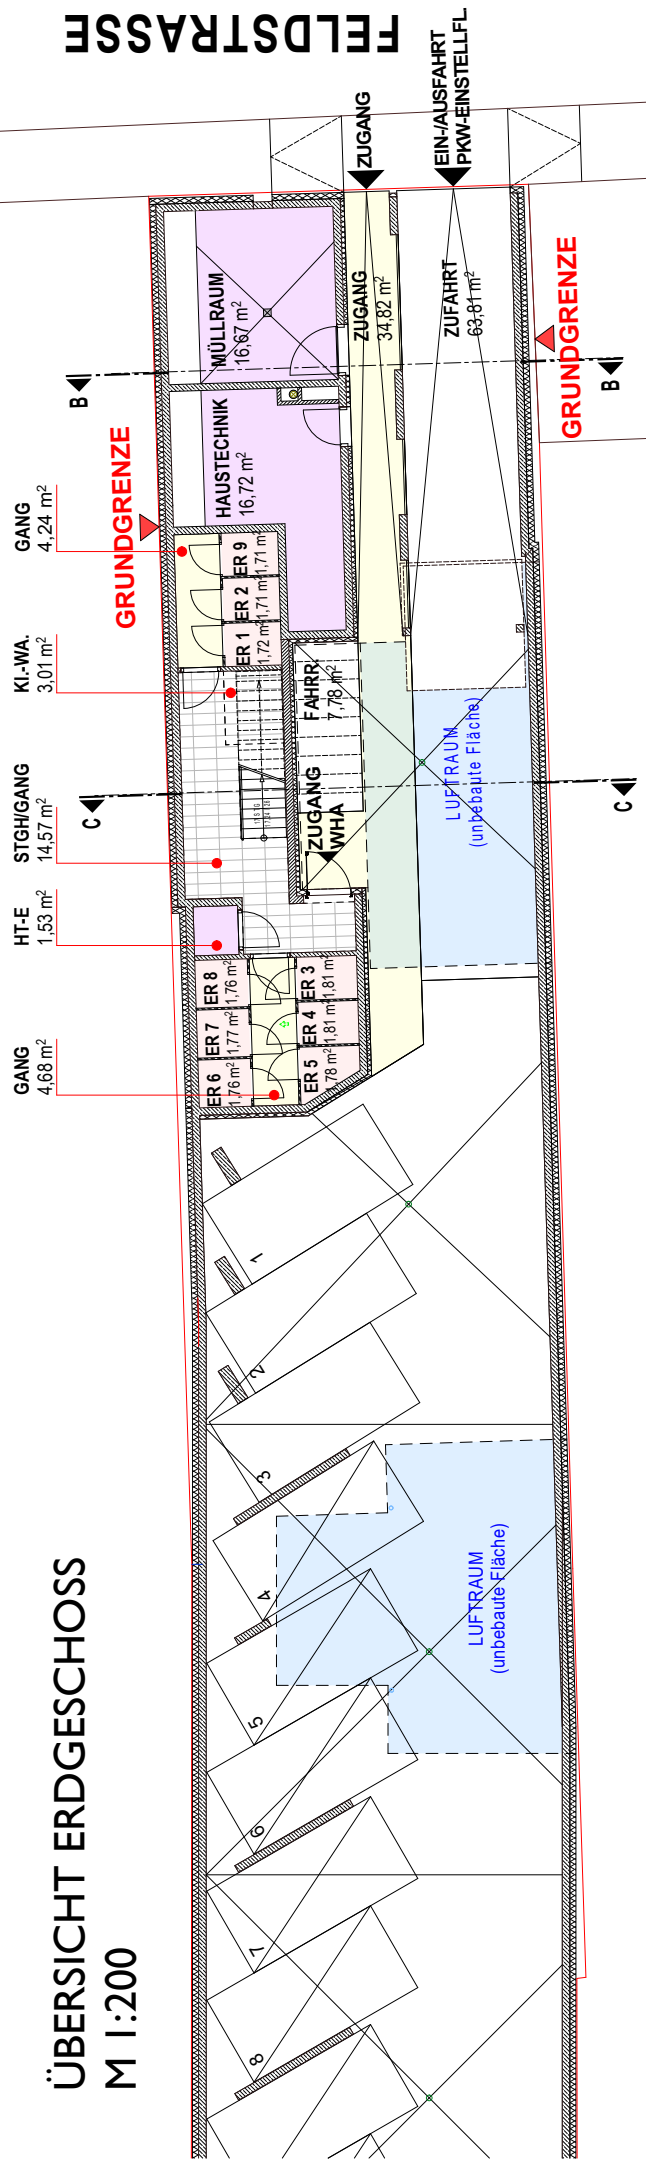 FELDSTRASSE
ZUGANG
EIN-/AUSFAHRT
PKW-EINSTELLFL.
MÜLLRAUM
16,67 m²
ZUGANG
34,82 m²
ZUFAHRT
63,81 m²
GRUNDGRENZE
B
B
HAUSTECHNIK
16,72 m²
GRUNDGRENZE
GANG
4,24 m²
ER 9
1,71 m²
ER 2
1,71 m²
ER 1
1,72 m²
KI.-WA.
3,01 m²
FAHRR.
7,78 m²
LUFTRAUM
(unbebaute Fläche)
C
C
STGH/GANG
14,57 m²
ZUGANG
WHA
HT-E
1,53 m²
ER 8
1,76 m²
ER 7
1,77 m²
ER 6
1,76 m²
ER 3
1,81 m²
ER 4
1,81 m²
ER 5
1,78 m²
GANG
4,68 m²
1
2
3
4
5
6
7
8
LUFTRAUM
(unbebaute Fläche)
ÜBERSICHT ERDGESCHOSS
M 1:200